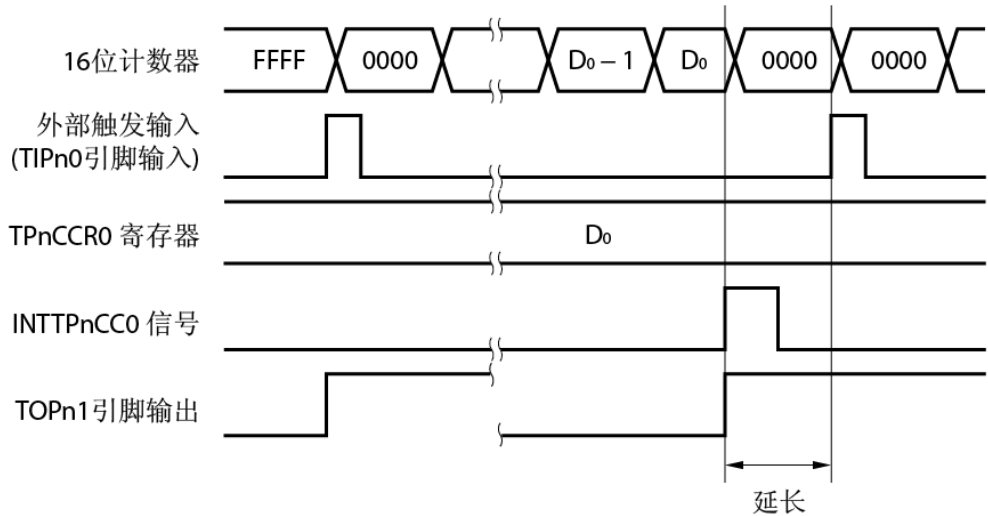 16位计数器 FFFF 0000 D₀ – 1 D₀ 0000 0000
外部触发输入
(TIPn0引脚输入)
TPnCCR0 寄存器 D₀
INTTPnCC0 信号
TOPn1引脚输出
延长